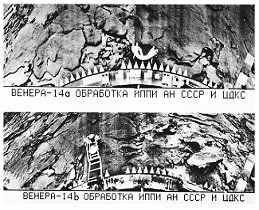 ВЕНЕРА-14а ОБРАБОТКА ИППИ АН СССР И ЦДКС
ВЕНЕРА-14b ОБРАБОТКА ИППИ АН СССР И ЦДКС